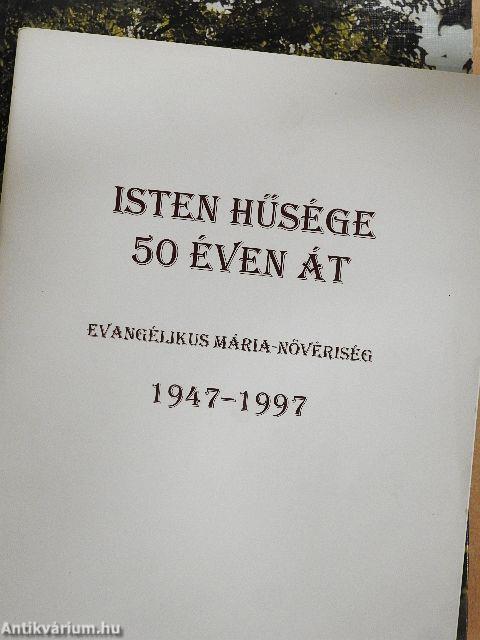 ISTEN HŰSÉGE
50 ÉVEN ÁT
EVANGÉLIKUS MÁRIA-NŐVÉRISÉG
1947-1997
Antikvárium.hu